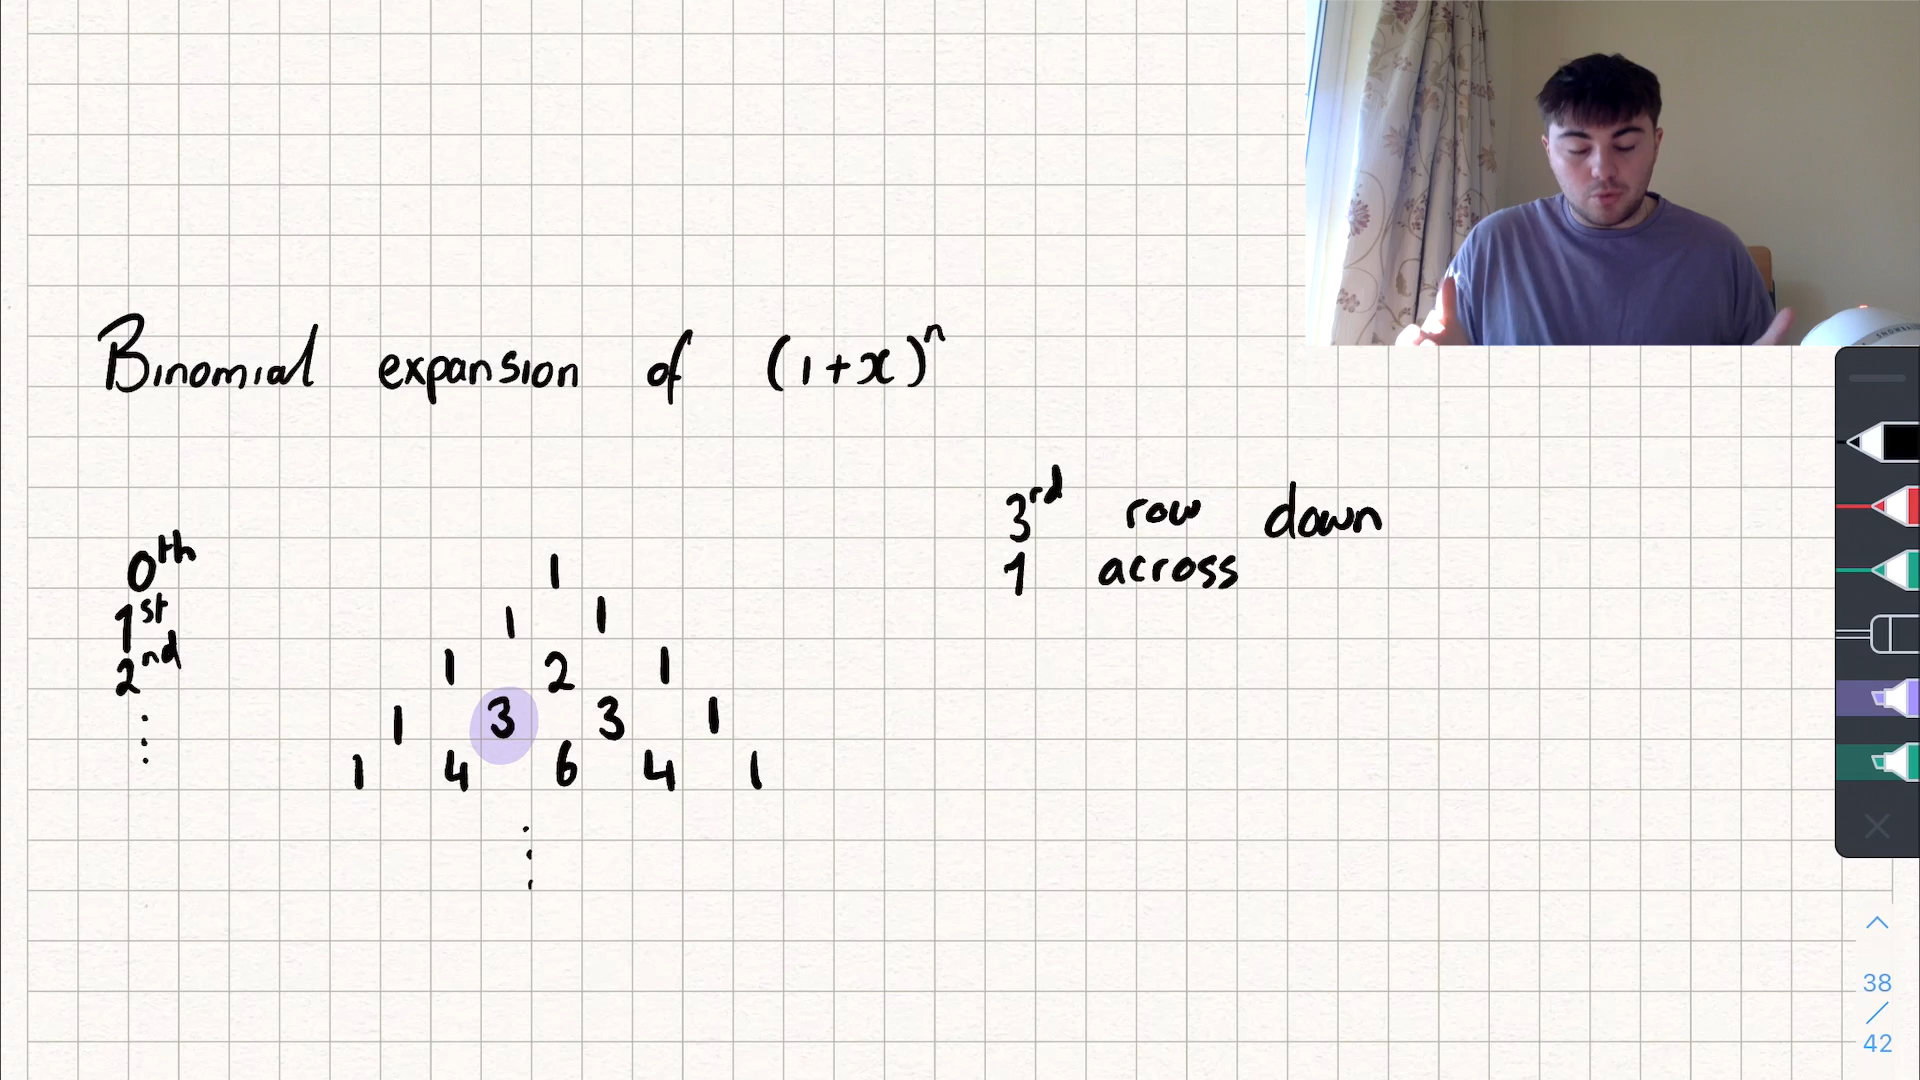 Binomial expansion of (1+x)ⁿ
3rd row down
1 across
0th
1st
2nd
⋮
1
1 1
1 2 1
1 3 3 1
1 4 6 4 1
⋮
38
/
42